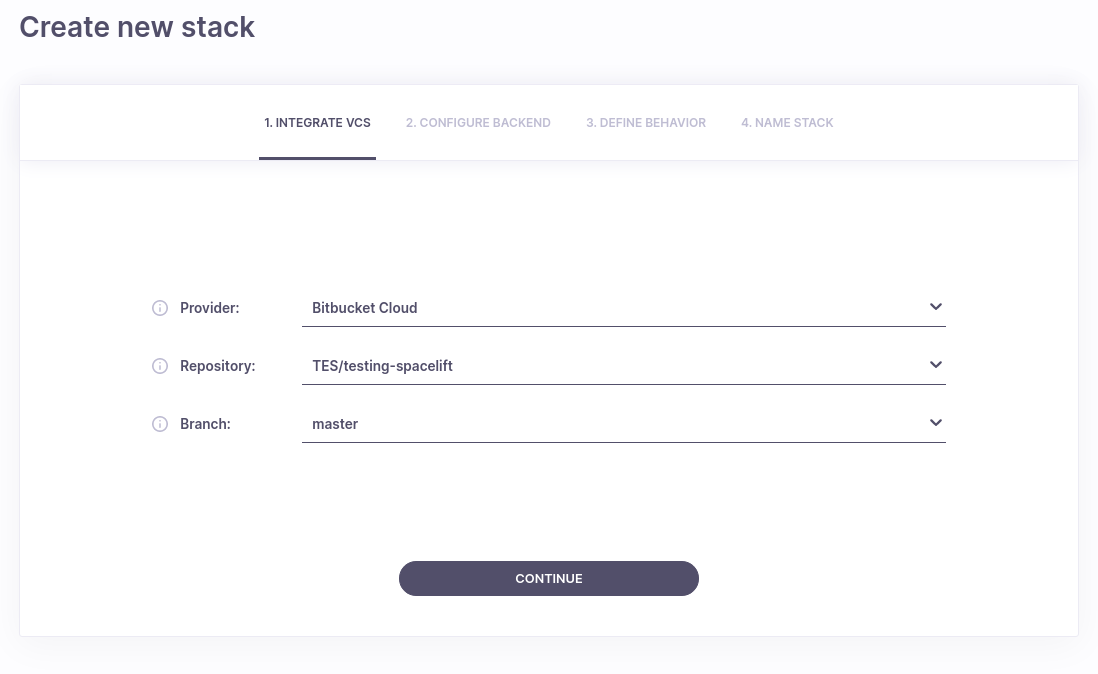 Create new stack
1. INTEGRATE VCS 2. CONFIGURE BACKEND 3. DEFINE BEHAVIOR 4. NAME STACK
Provider: Bitbucket Cloud
Repository: TES/testing-spacelift
Branch: master
CONTINUE